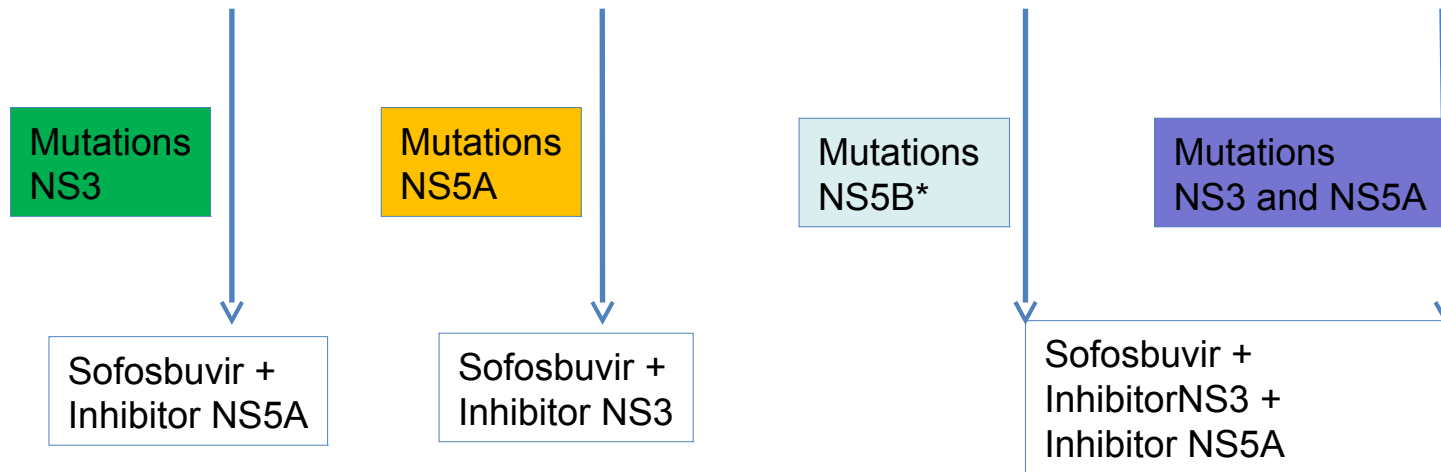 Mutations
NS3
Mutations
NS5A
Mutations
NS5B*
Mutations
NS3 and NS5A
Sofosbuvir +
Inhibitor NS5A
Sofosbuvir +
Inhibitor NS3
Sofosbuvir +
InhibitorNS3 +
Inhibitor NS5A